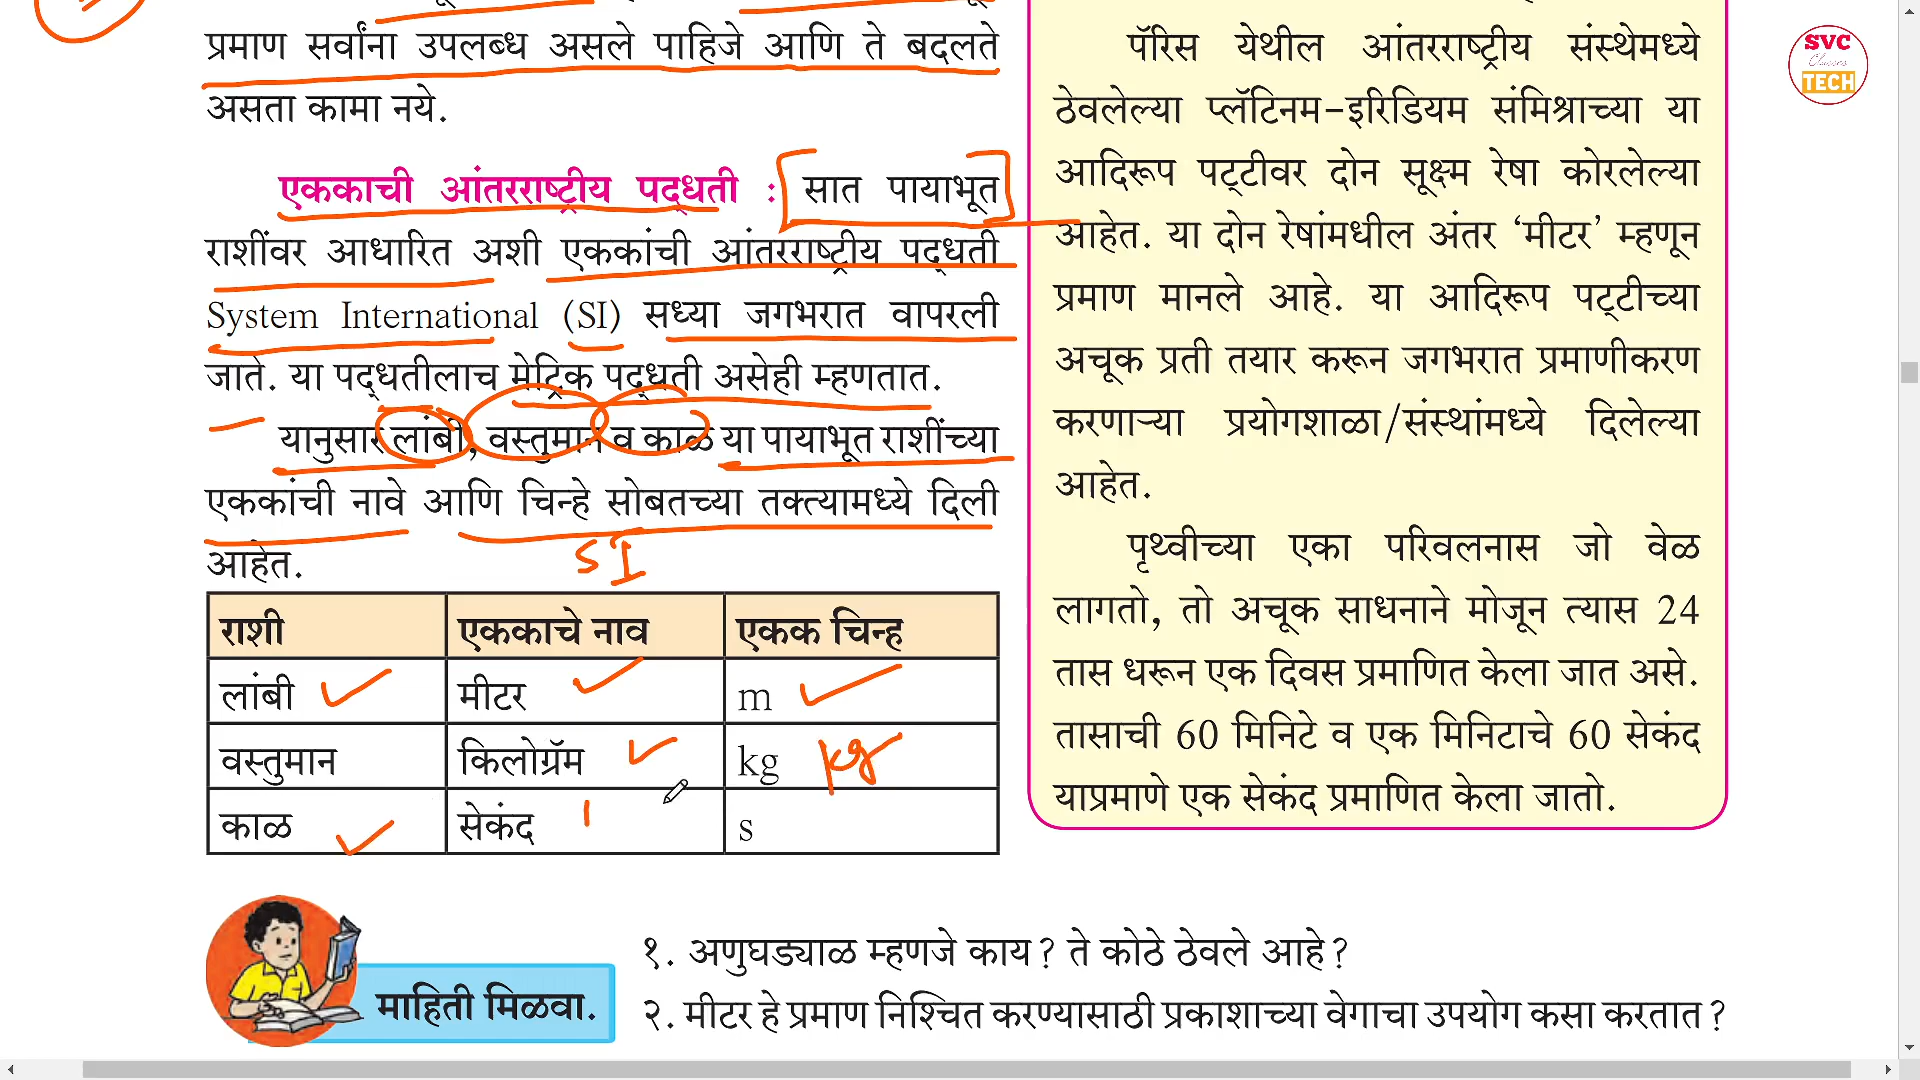 प्रमाण सर्वांना उपलब्ध असले पाहिजे आणि ते बदलते
असता कामा नये.
एककाची आंतरराष्ट्रीय पद्धती : सात पायाभूत
राशींवर आधारित अशी एककांची आंतरराष्ट्रीय पद्धती
System International (SI) सध्या जगभरात वापरली
जाते. या पद्धतीलाच मेट्रिक पद्धती असेही म्हणतात.
यानुसार लांबी, वस्तुमान व काळ या पायाभूत राशींच्या
एककांची नावे आणि चिन्हे सोबतच्या तक्त्यामध्ये दिली
आहेत.
SI
राशी एककाचे नाव एकक चिन्ह
लांबी मीटर m
वस्तुमान किलोग्रॅम kg kg
काळ सेकंद s
पॅरिस येथील आंतरराष्ट्रीय संस्थेमध्ये
ठेवलेल्या प्लॅटिनम-इरिडियम संमिश्राच्या या
आदिरूप पट्टीवर दोन सूक्ष्म रेषा कोरलेल्या
आहेत. या दोन रेषांमधील अंतर ‘मीटर’ म्हणून
प्रमाण मानले आहे. या आदिरूप पट्टीच्या
अचूक प्रती तयार करून जगभरात प्रमाणीकरण
करणाऱ्या प्रयोगशाळा/संस्थांमध्ये दिलेल्या
आहेत.
पृथ्वीच्या एका परिवलनास जो वेळ
लागतो, तो अचूक साधनाने मोजून त्यास 24
तास धरून एक दिवस प्रमाणित केला जात असे.
तासाची 60 मिनिटे व एक मिनिटाचे 60 सेकंद
याप्रमाणे एक सेकंद प्रमाणित केला जातो.
SVC
Classes
TECH
माहिती मिळवा.
१. अणुघड्याळ म्हणजे काय? ते कोठे ठेवले आहे?
२. मीटर हे प्रमाण निश्चित करण्यासाठी प्रकाशाच्या वेगाचा उपयोग कसा करतात?